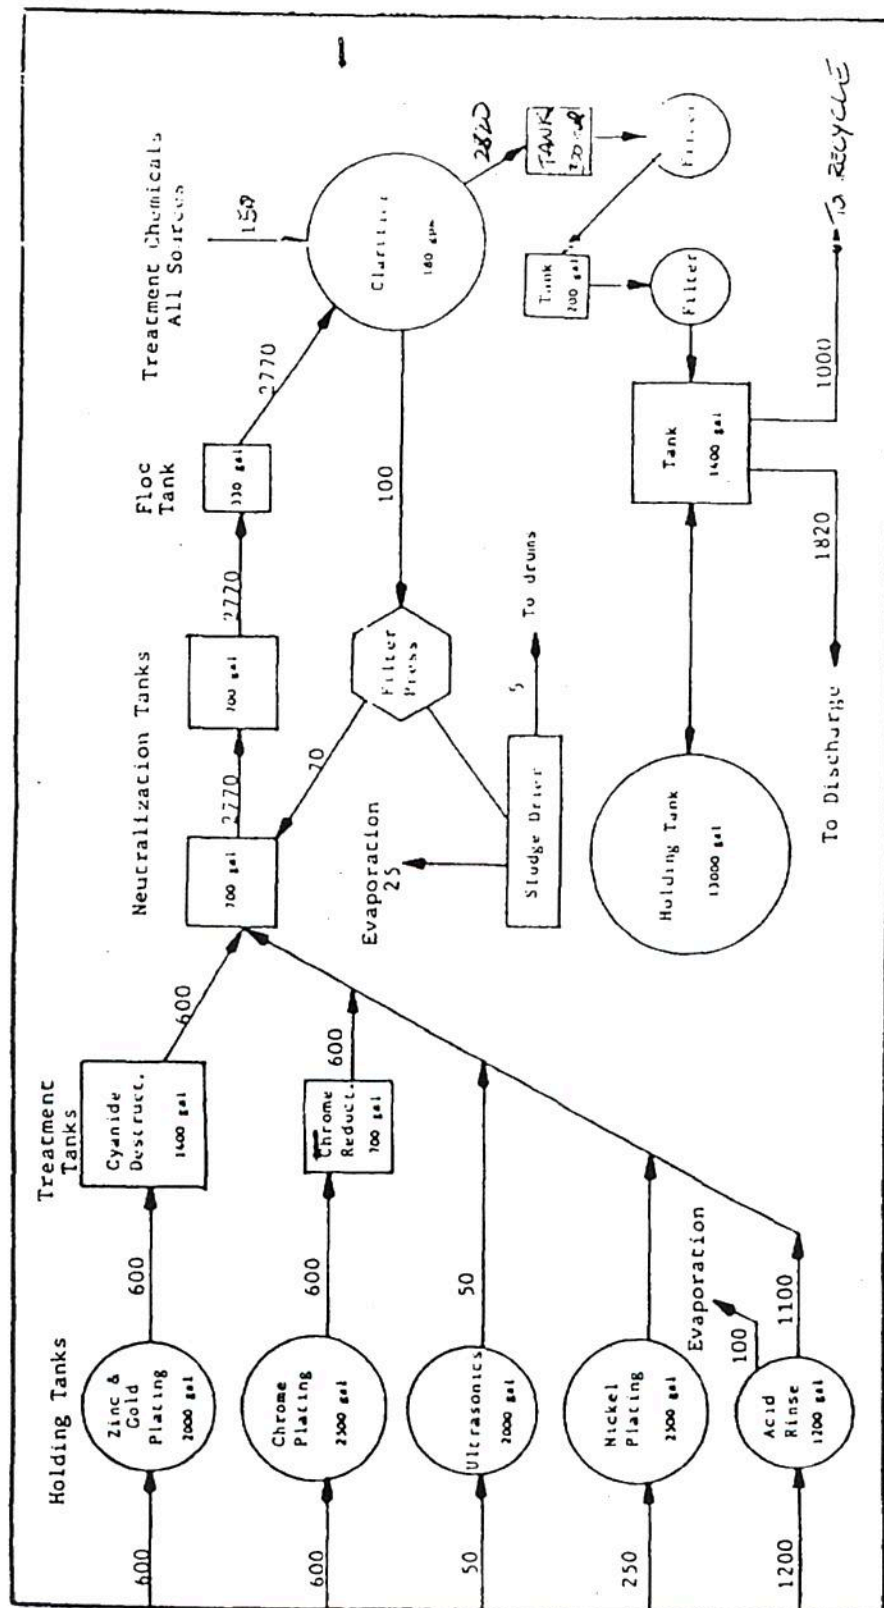 Holding Tanks
Treatment
Tanks
Neutralization Tanks
Floc
Tank
Treatment Chemicals
All Sources
600
Zinc &
Gold
Plating
2000 gal
600
Cyanide
Destruct.
1400 gal
600
600
Chrome
Plating
2500 gal
600
Chrome
Reduct.
700 gal
600
50
Ultrasonics
2000 gal
50
250
Nickel
Plating
2500 gal
1200
Acid
Rinse
1200 gal
100
Evaporation
1100
700 gal
2770
700 gal
2770
330 gal
2770
150
Clarifier
gpm
2820
TANK
Filter
Tank
200 gal
Filter
100
Filter
Press
70
Evaporation
25
Sludge Drier
5
To drums
Tank
1400 gal
Holding Tank
13000 gal
1000
TO RECYCLE
1820
To Discharge